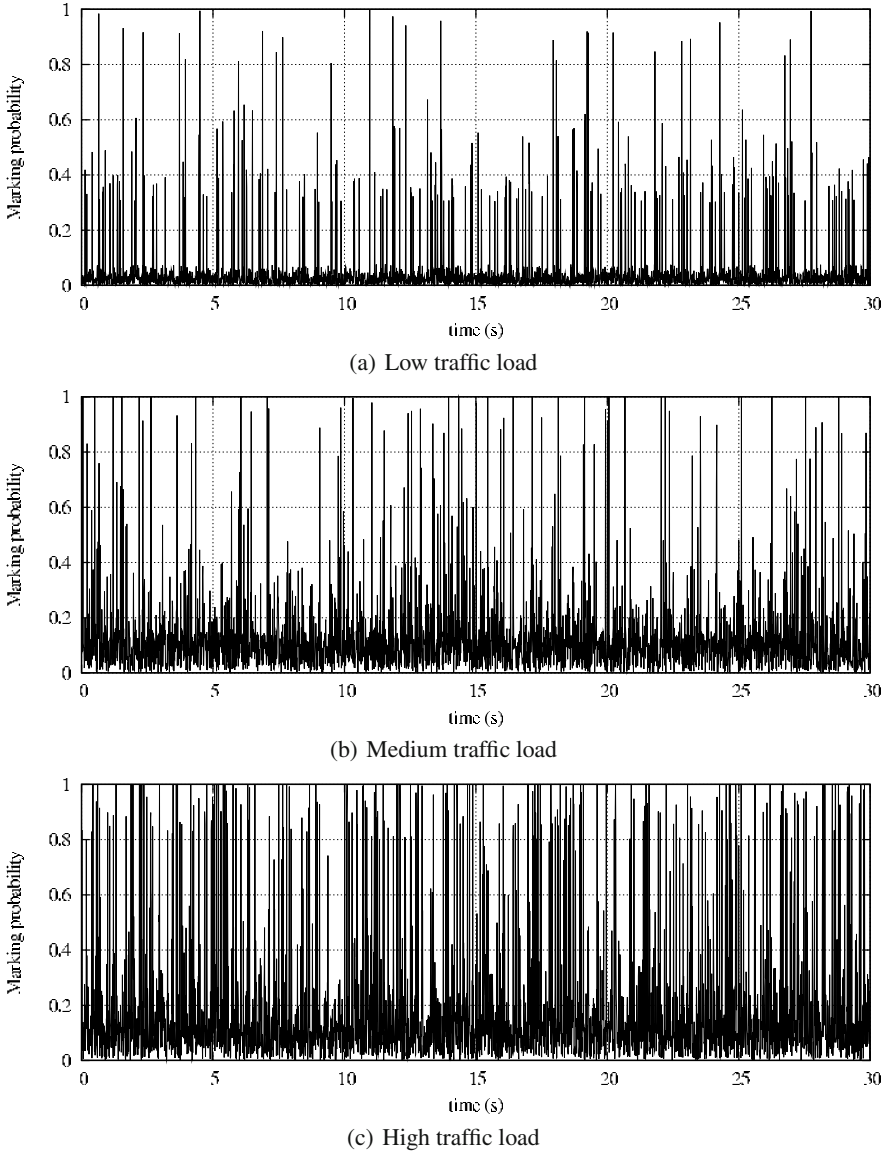 1
0.8
0.6
0.4
0.2
0
Marking probability
0 5 10 15 20 25 30
time (s)
(a) Low traffic load
1
0.8
0.6
0.4
0.2
0
Marking probability
0 5 10 15 20 25 30
time (s)
(b) Medium traffic load
1
0.8
0.6
0.4
0.2
0
Marking probability
0 5 10 15 20 25 30
time (s)
(c) High traffic load